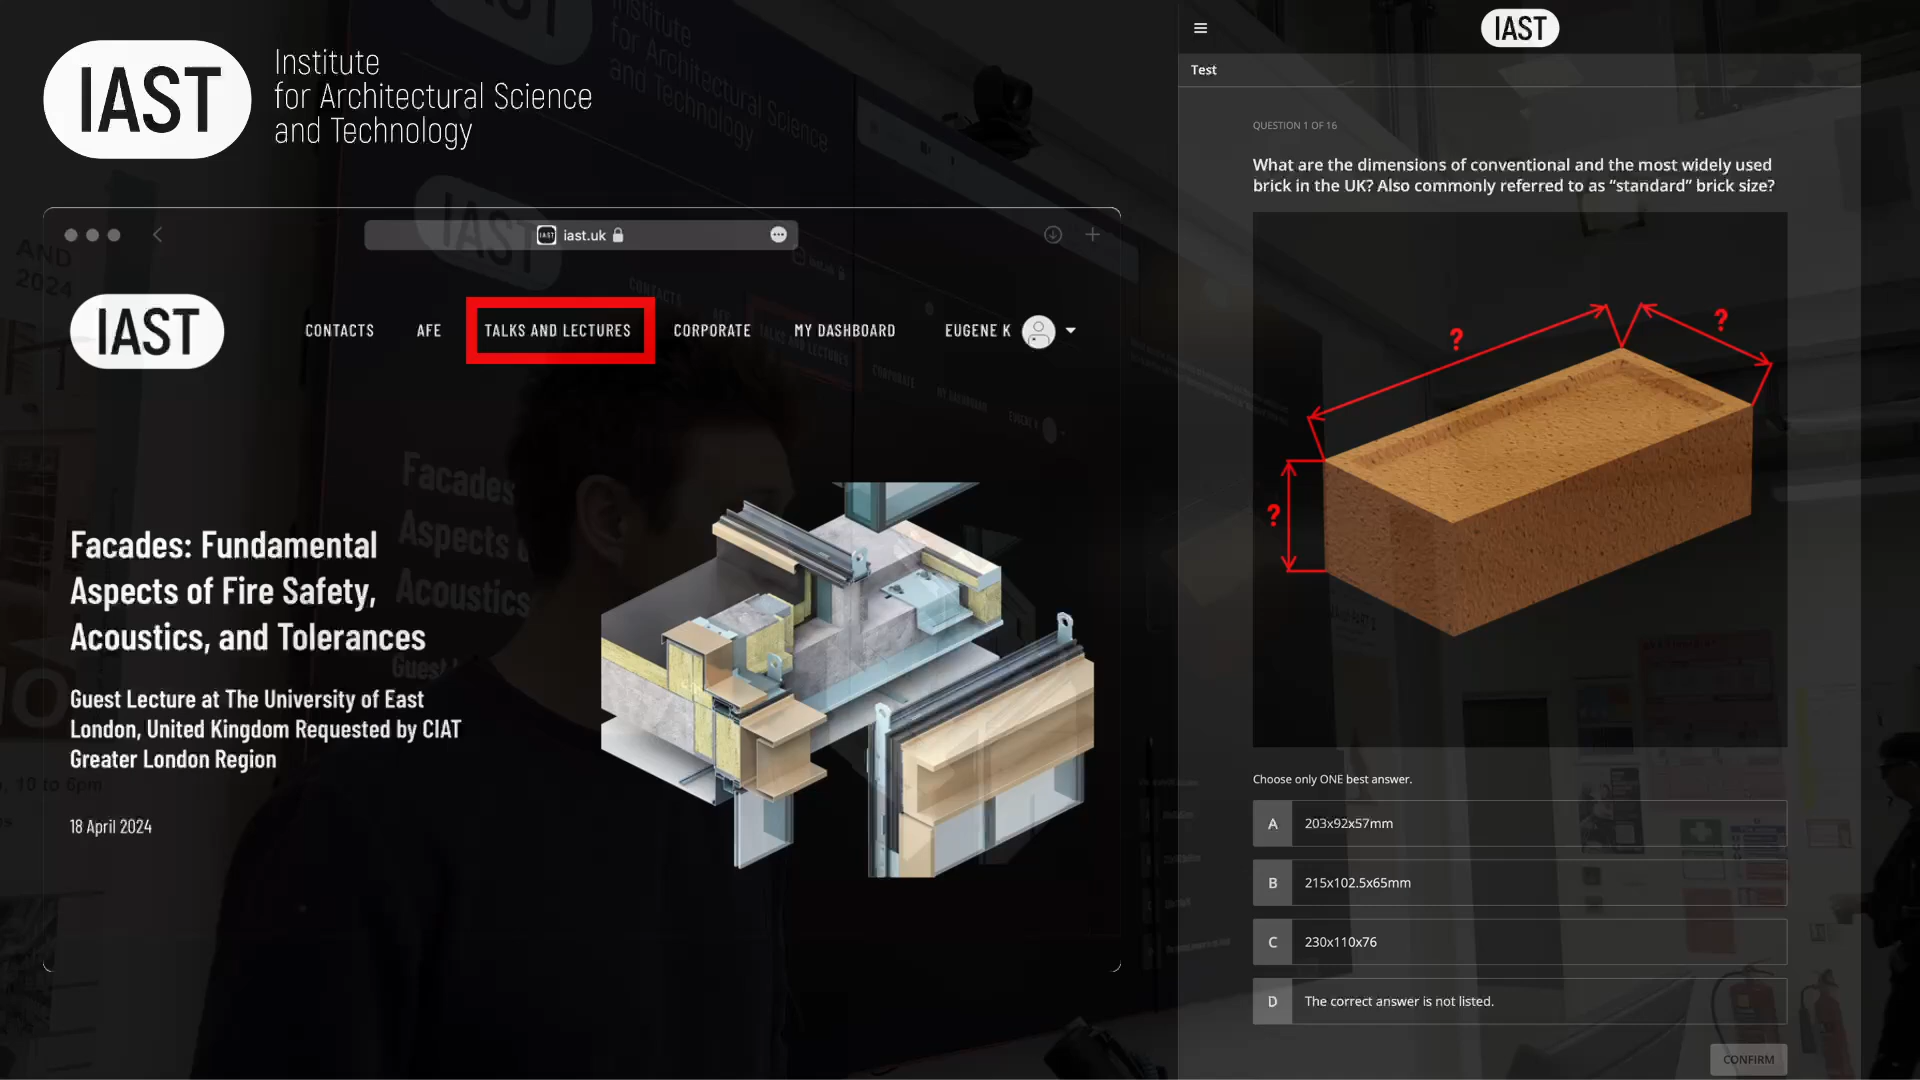 IAST
Institute
for Architectural Science
and Technology
iast.uk
IAST
CONTACTS
AFE
TALKS AND LECTURES
CORPORATE
MY DASHBOARD
EUGENE K
Facades: Fundamental
Aspects of Fire Safety,
Acoustics, and Tolerances
Guest Lecture at The University of East
London, United Kingdom Requested by CIAT
Greater London Region
18 April 2024
IAST
Test
QUESTION 1 OF 16
What are the dimensions of conventional and the most widely used
brick in the UK? Also commonly referred to as “standard” brick size?
?
?
?
Choose only ONE best answer.
A
203x92x57mm
B
215x102.5x65mm
C
230x110x76
D
The correct answer is not listed.
CONFIRM